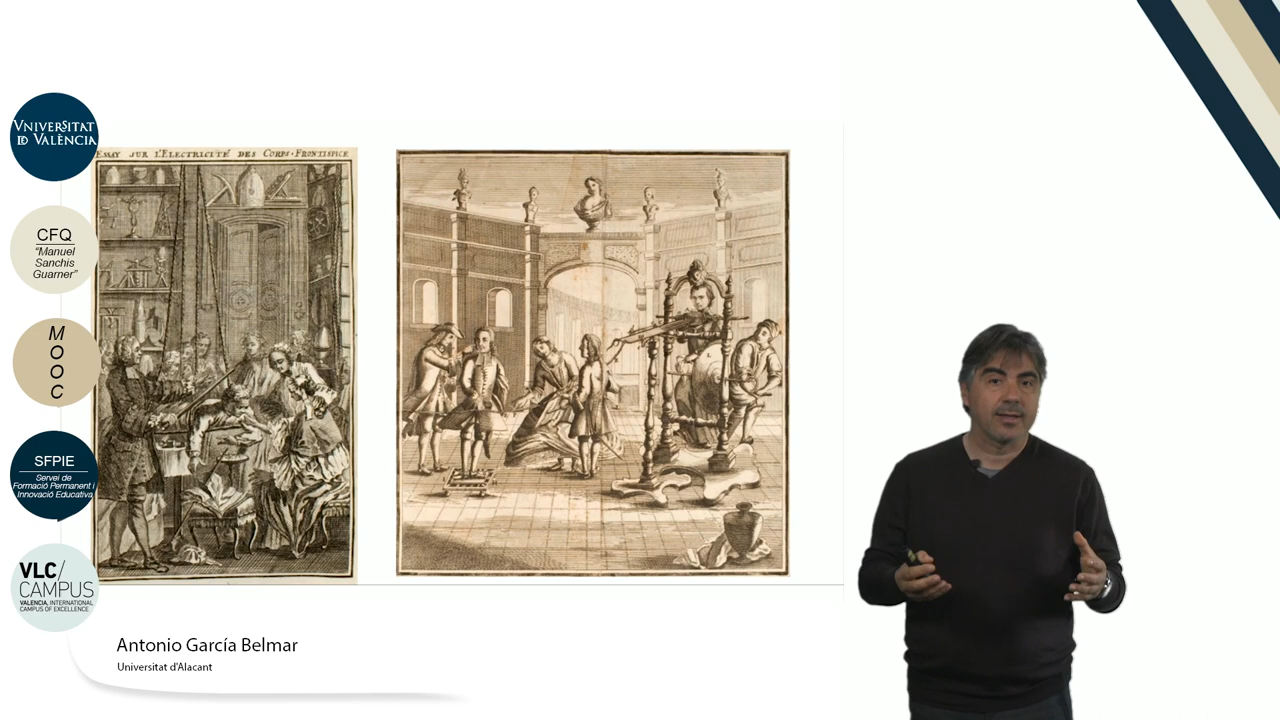 VNIVERSITAT
ID VALÈNCIA
CFQ
“Manuel
Sanchis
Guarner”
M
O
O
C
SFPIE
Servei de
Formació Permanent i
Innovació Educativa
VLC/
CAMPUS
VALENCIA, INTERNATIONAL
CAMPUS OF EXCELLENCE
ESSAY SUR L'ELECTRICITÉ DES CORPS · FRONTISPICE
Antonio García Belmar
Universitat d'Alacant